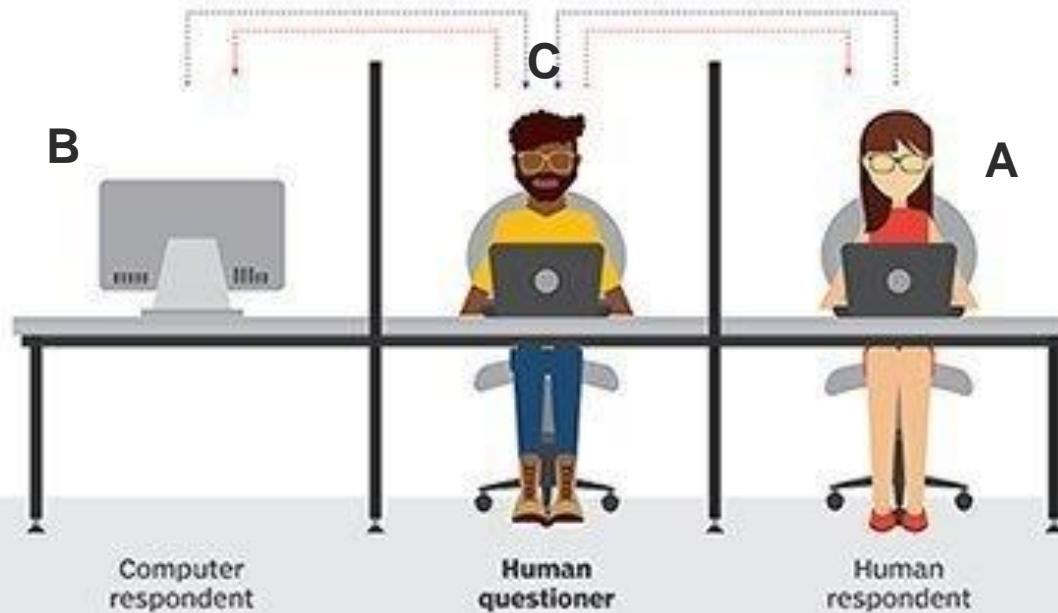 C
B
A
Computer
respondent
Human
questioner
Human
respondent